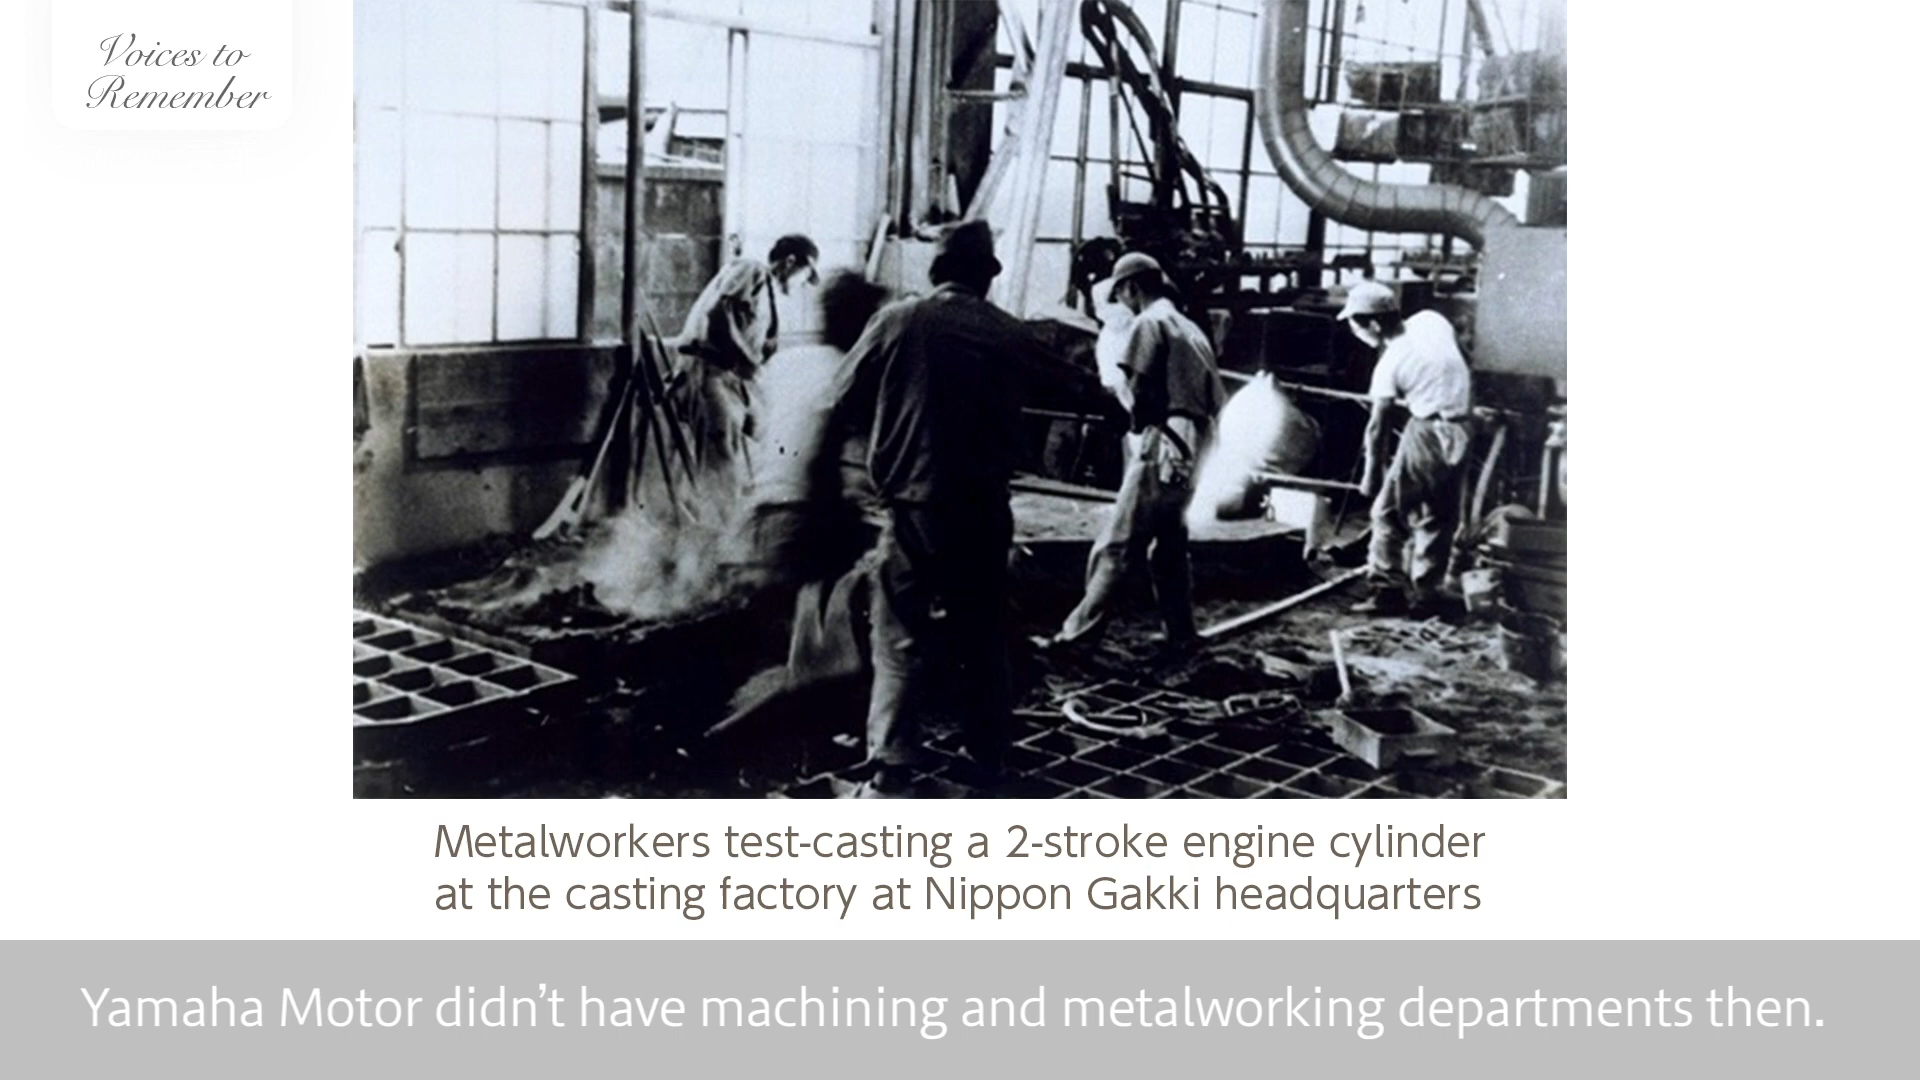 Voices to
Remember
Metalworkers test-casting a 2-stroke engine cylinder
at the casting factory at Nippon Gakki headquarters
Yamaha Motor didn’t have machining and metalworking departments then.